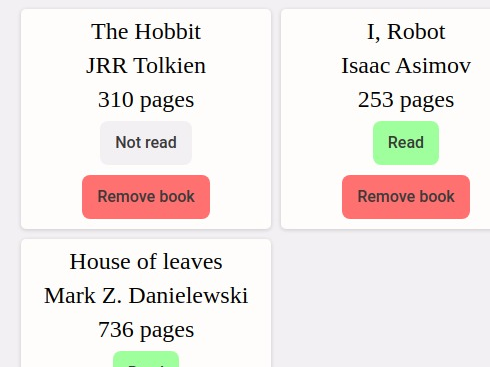 The Hobbit
JRR Tolkien
310 pages
Not read
Remove book
I, Robot
Isaac Asimov
253 pages
Read
Remove book
House of leaves
Mark Z. Danielewski
736 pages